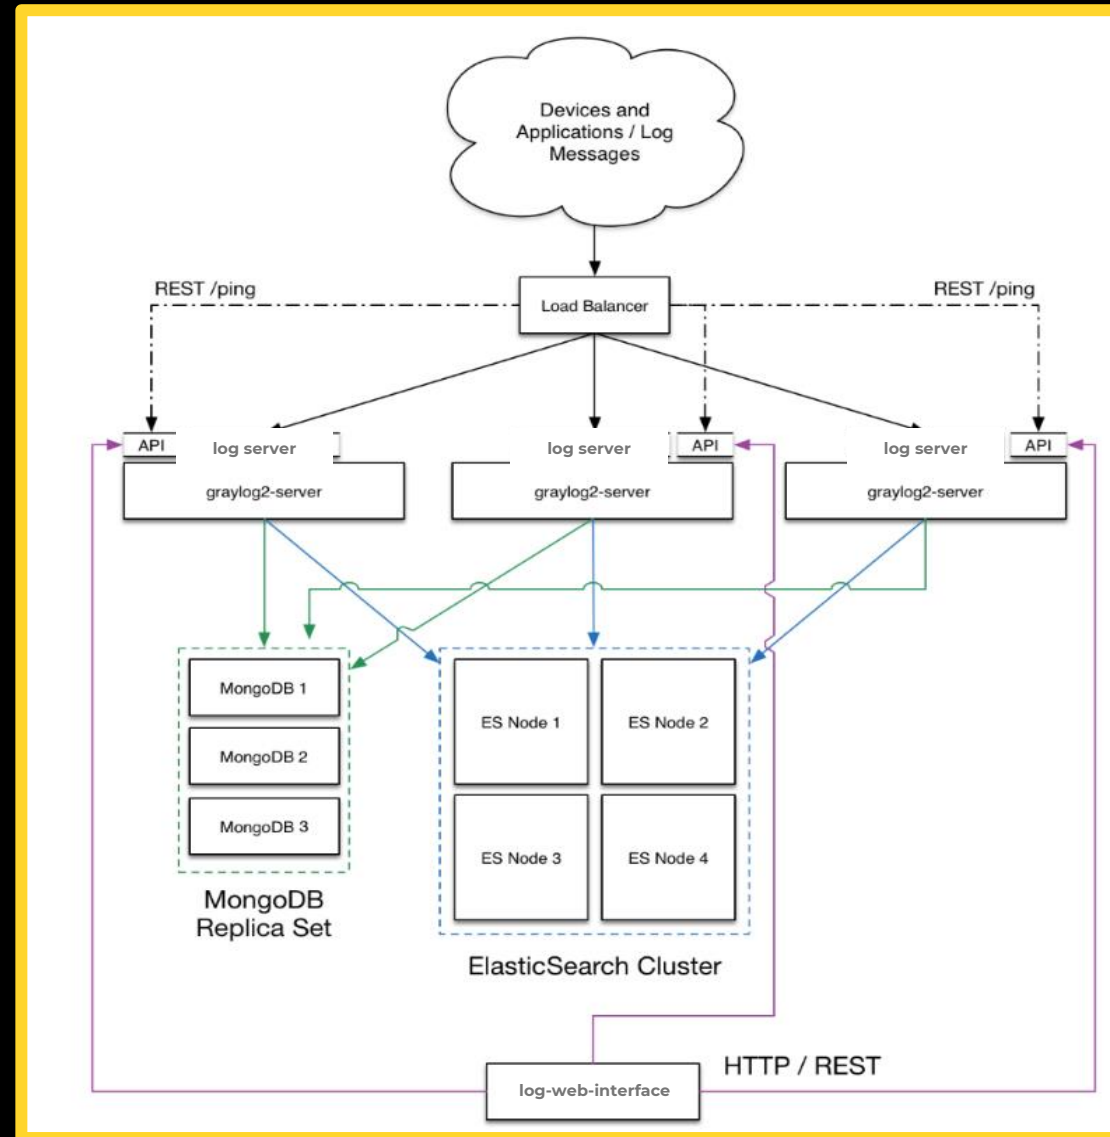 Devices and
Applications / Log
Messages
REST /ping
Load Balancer
REST /ping
API
log server
log server
API
log server
API
graylog2-server
graylog2-server
graylog2-server
MongoDB 1
MongoDB 2
MongoDB 3
ES Node 1
ES Node 2
ES Node 3
ES Node 4
MongoDB
Replica Set
ElasticSearch Cluster
HTTP / REST
log-web-interface